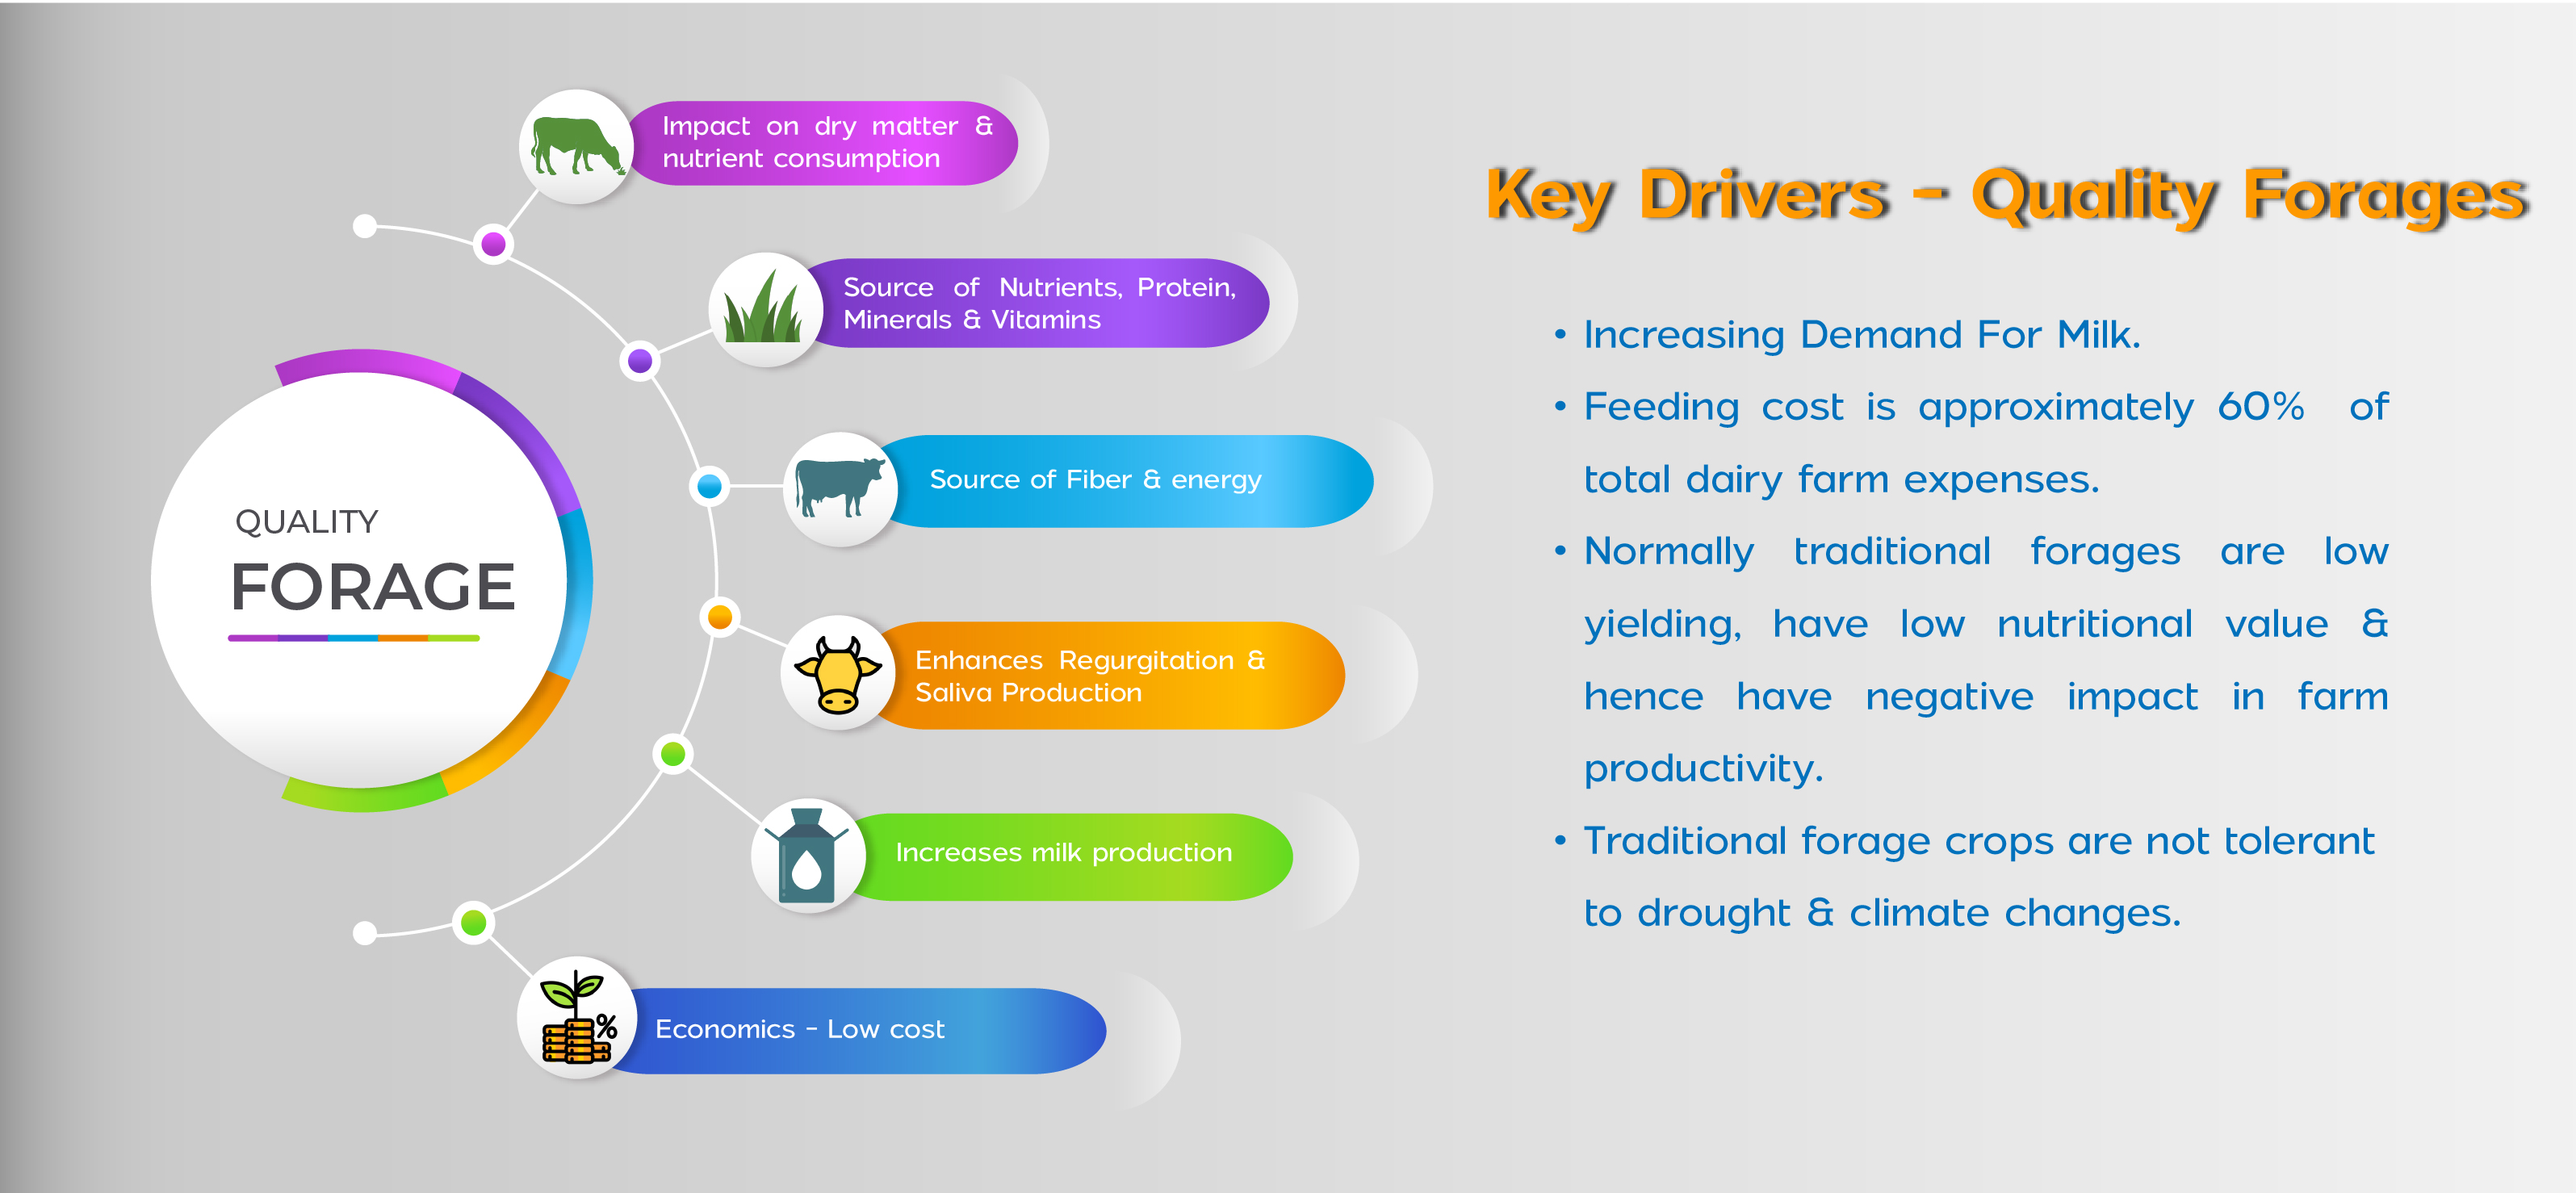 QUALITY
FORAGE
Impact on dry matter &
nutrient consumption
Source of Nutrients, Protein,
Minerals & Vitamins
Source of Fiber & energy
Enhances Regurgitation &
Saliva Production
Increases milk production
%
Economics - Low cost
Key Drivers - Quality Forages
• Increasing Demand For Milk.
• Feeding cost is approximately 60% of
total dairy farm expenses.
• Normally traditional forages are low
yielding, have low nutritional value &
hence have negative impact in farm
productivity.
• Traditional forage crops are not tolerant
to drought & climate changes.